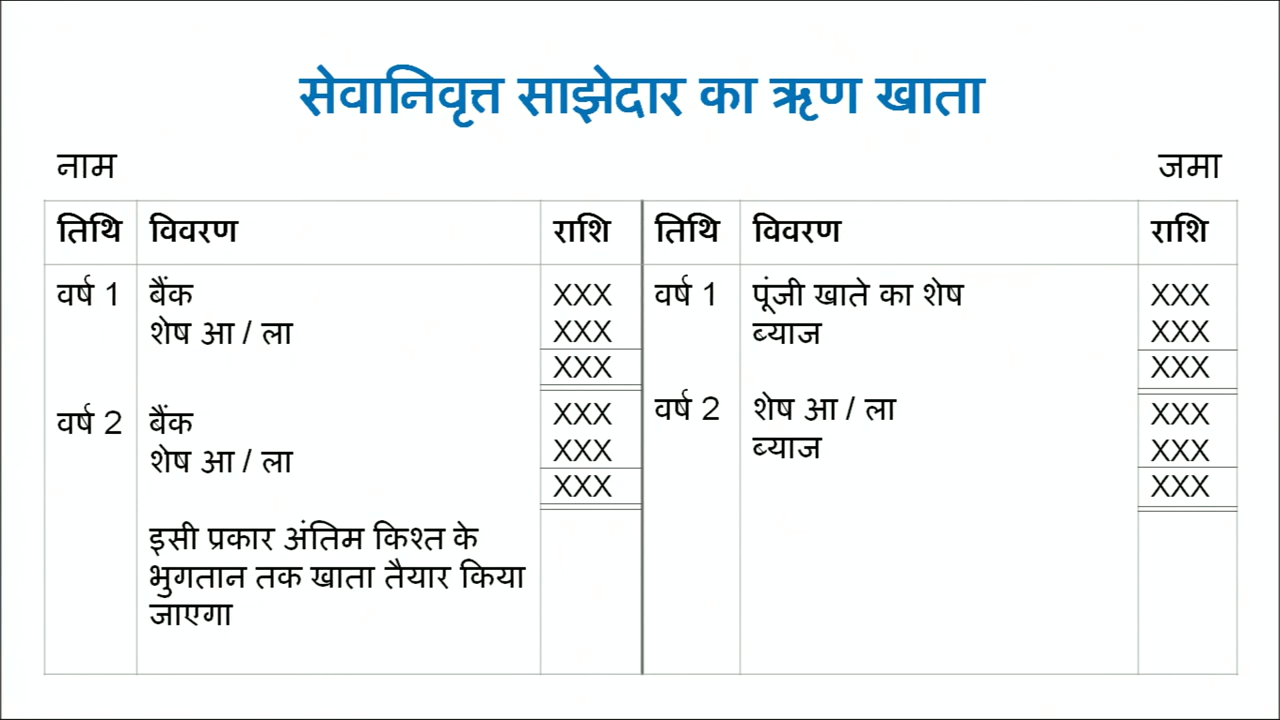 सेवानिवृत्त साझेदार का ऋण खाता
नाम जमा
तिथि विवरण राशि तिथि विवरण राशि
वर्ष 1 बैंक XXX वर्ष 1 पूंजी खाते का शेष XXX
शेष आ / ला XXX ब्याज XXX
XXX XXX
वर्ष 2 बैंक XXX वर्ष 2 शेष आ / ला XXX
शेष आ / ला XXX ब्याज XXX
XXX XXX
इसी प्रकार अंतिम किश्त के
भुगतान तक खाता तैयार किया
जाएगा